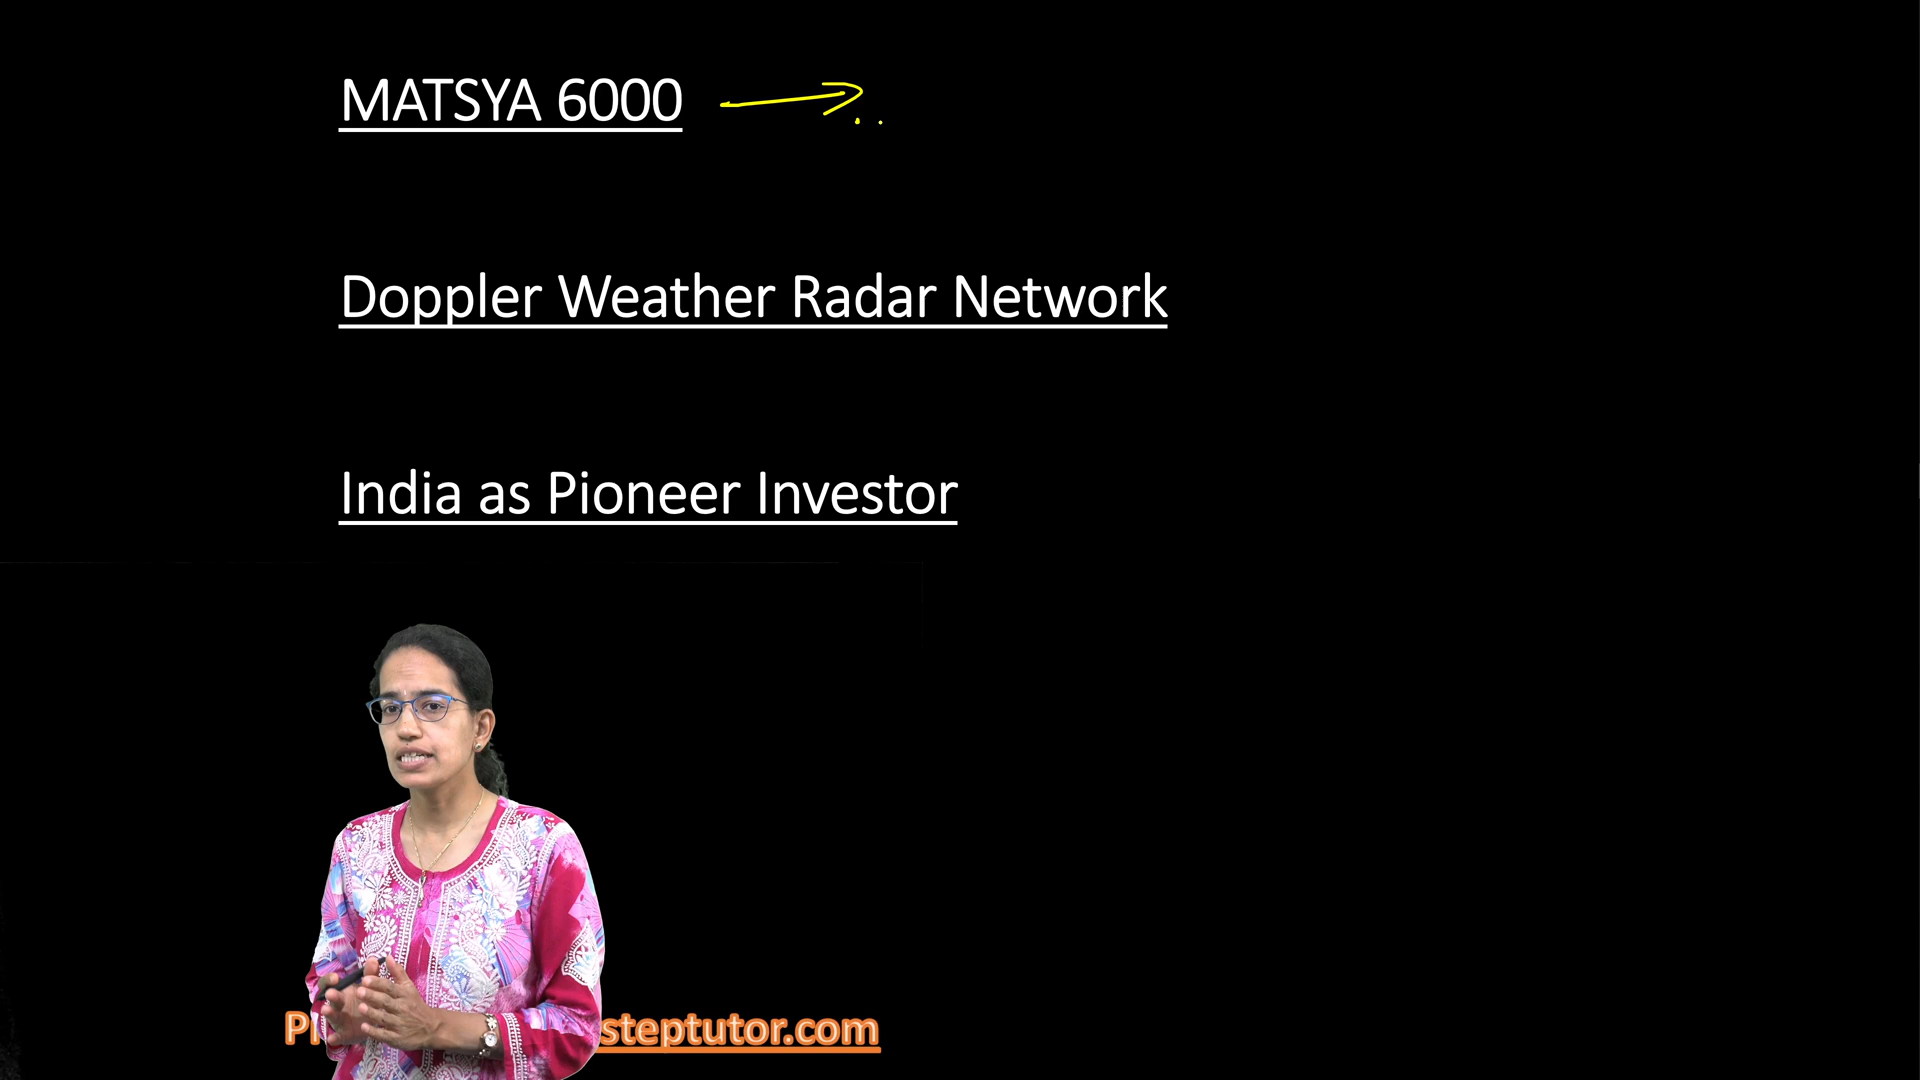 MATSYA 6000
Doppler Weather Radar Network
India as Pioneer Investor
steptutor.com